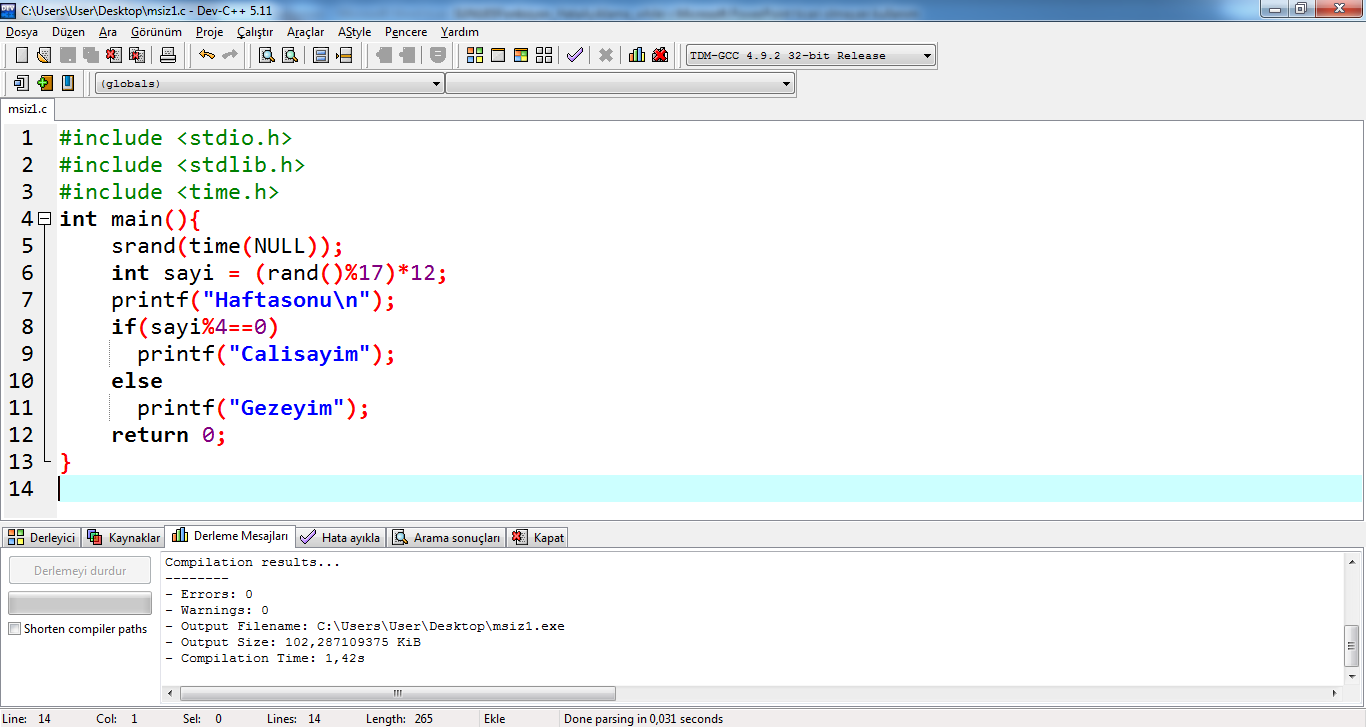 C:\Users\User\Desktop\msiz1.c - Dev-C++ 5.11
Dosya Düzen Ara Görünüm Proje Çalıştır Araçlar AStyle Pencere Yardım
TDM-GCC 4.9.2 32-bit Release
(globals)
msiz1.c
1 #include <stdio.h>
2 #include <stdlib.h>
3 #include <time.h>
4 int main(){
5 srand(time(NULL));
6 int sayi = (rand()%17)*12;
7 printf("Haftasonu\n");
8 if(sayi%4==0)
9 printf("Calisayim");
10 else
11 printf("Gezeyim");
12 return 0;
13 }
14
Derleyici Kaynaklar Derleme Mesajları Hata ayıkla Arama sonuçları Kapat
Derlemeyi durdur
Shorten compiler paths
Compilation results...
--------
- Errors: 0
- Warnings: 0
- Output Filename: C:\Users\User\Desktop\msiz1.exe
- Output Size: 102,287109375 KiB
- Compilation Time: 1,42s
Line: 14 Col: 1 Sel: 0 Lines: 14 Length: 265 Ekle Done parsing in 0,031 seconds